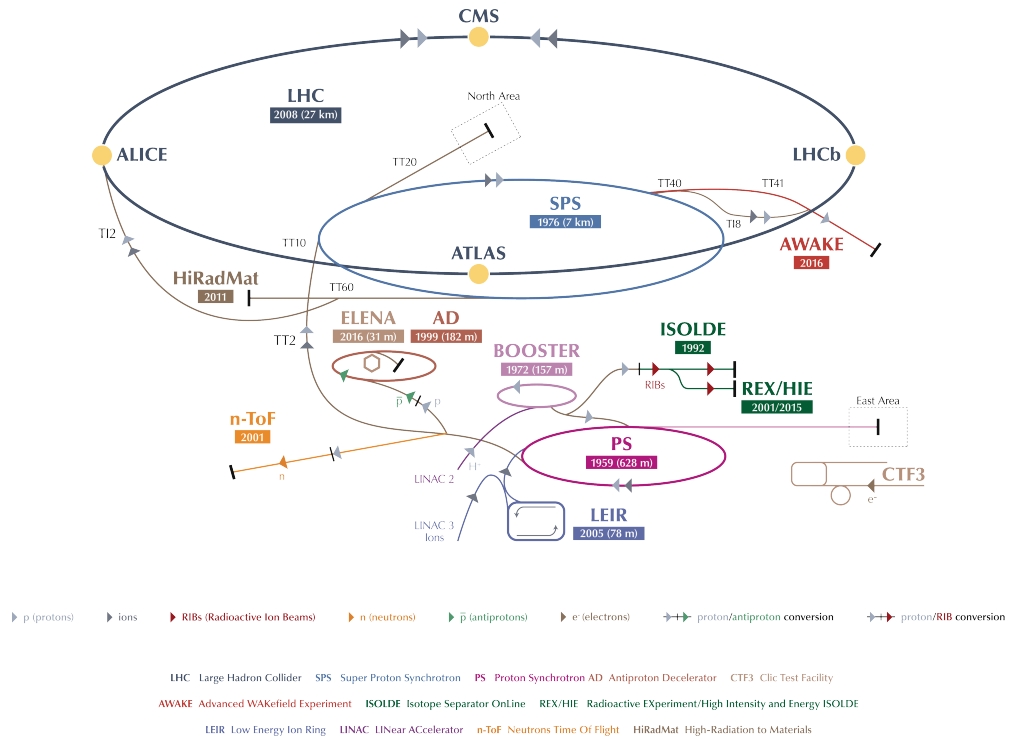 CMS
LHC
2008 (27 km)
North Area
ALICE
LHCb
TT20
TT40
TT41
SPS
1976 (7 km)
TI8
TI2
TT10
ATLAS
AWAKE
2016
HiRadMat
2011
TT60
ELENA
2016 (31 m)
AD
1999 (182 m)
TT2
ISOLDE
1992
BOOSTER
1972 (157 m)
RIBs
REX/HIE
2001/2015
p̅
p
East Area
n-ToF
2001
PS
1959 (628 m)
n
H⁻
LINAC 2
CTF3
e⁻
LEIR
2005 (78 m)
LINAC 3
Ions
p (protons) ions RIBs (Radioactive Ion Beams) n (neutrons) p̅ (antiprotons) e⁻ (electrons) proton/antiproton conversion proton/RIB conversion
LHC Large Hadron Collider SPS Super Proton Synchrotron PS Proton Synchrotron AD Antiproton Decelerator CTF3 Clic Test Facility
AWAKE Advanced WAKefield Experiment ISOLDE Isotope Separator OnLine REX/HIE Radioactive EXperiment/High Intensity and Energy ISOLDE
LEIR Low Energy Ion Ring LINAC LINear ACcelerator n-ToF Neutrons Time Of Flight HiRadMat High-Radiation to Materials